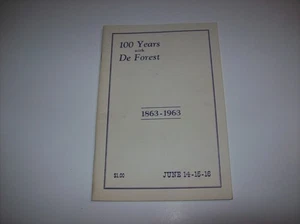 100 Years
with
De Forest
1863-1963
$1.00 JUNE 14-15-16